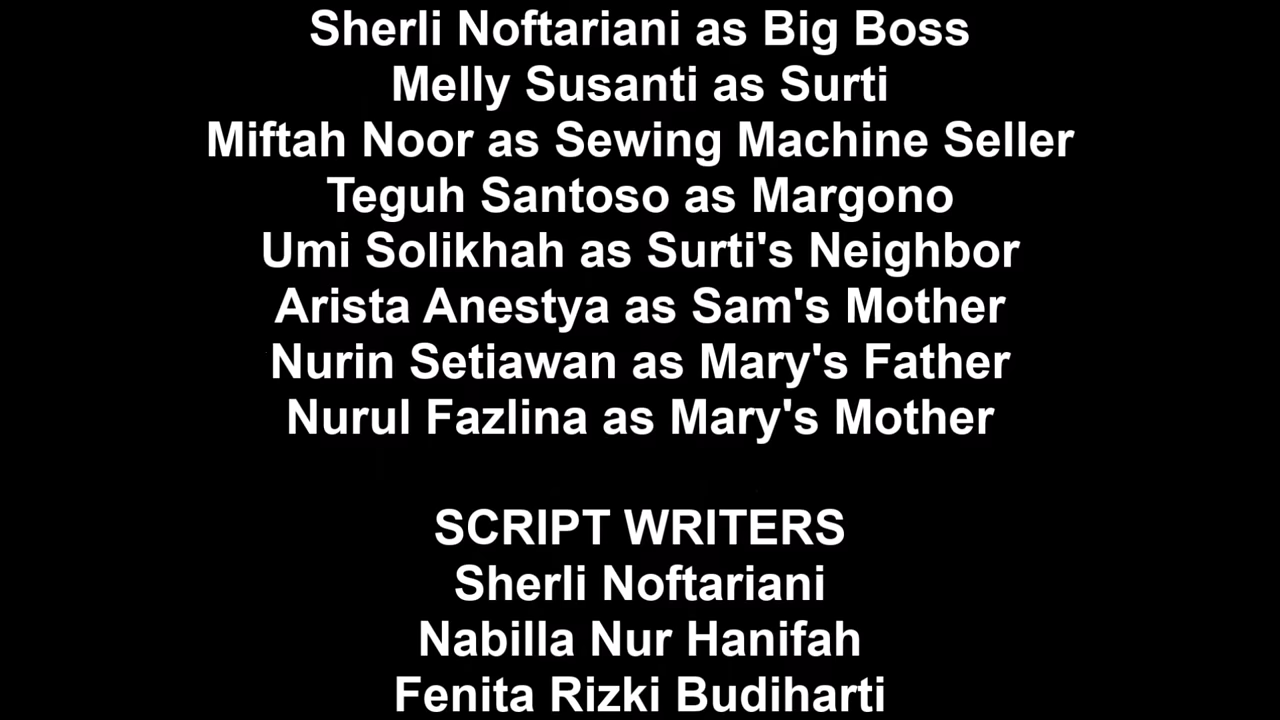 Sherli Noftariani as Big Boss
Melly Susanti as Surti
Miftah Noor as Sewing Machine Seller
Teguh Santoso as Margono
Umi Solikhah as Surti's Neighbor
Arista Anestya as Sam's Mother
Nurin Setiawan as Mary's Father
Nurul Fazlina as Mary's Mother
SCRIPT WRITERS
Sherli Noftariani
Nabilla Nur Hanifah
Fenita Rizki Budiharti